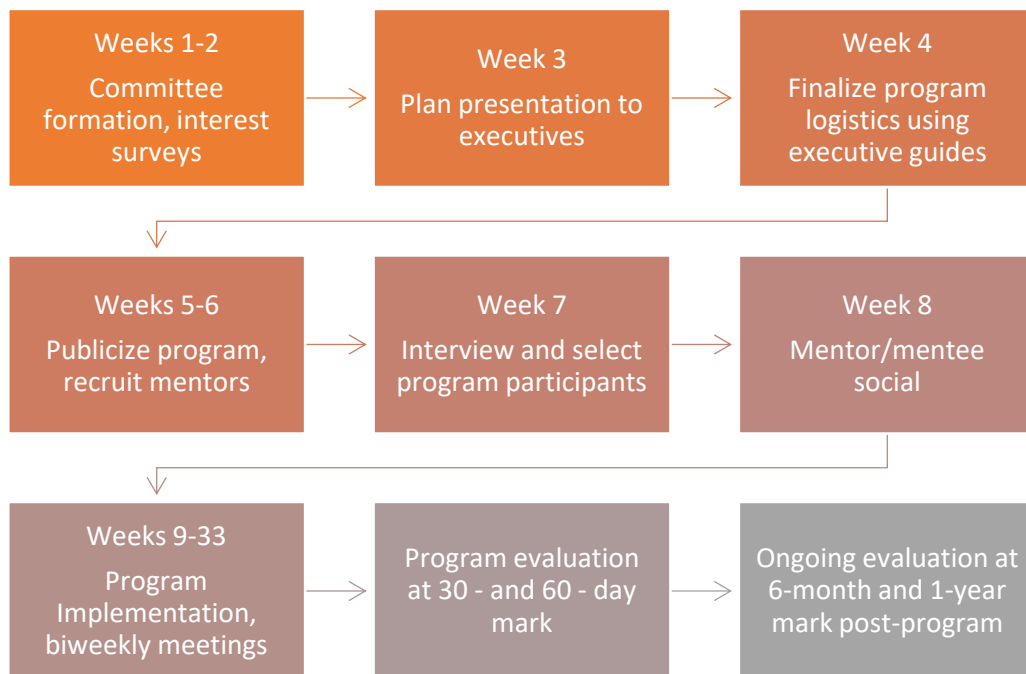 Weeks 1-2
Committee
formation, interest
surveys
Week 3
Plan presentation to
executives
Week 4
Finalize program
logistics using
executive guides
Weeks 5-6
Publicize program,
recruit mentors
Week 7
Interview and select
program participants
Week 8
Mentor/mentee
social
Weeks 9-33
Program
Implementation,
biweekly meetings
Program evaluation
at 30 - and 60 - day
mark
Ongoing evaluation at
6-month and 1-year
mark post-program